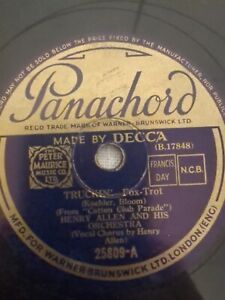 MAY NOT BE SOLD BELOW THE PRICE FIXED BY THE MANUFACTURER, NOR
Panachord
REGD TRADE MARK OF WARNER-BRUNSWICK LTD.
MADE BY DECCA
(B.17848)
THE PETER MAURICE MUSIC CO. LTD
FRANCIS DAY
N.C.B.
TRUCKIN' Fox-Trot
(Koehler, Bloom)
(From "Cotton Club Parade")
HENRY ALLEN AND HIS
ORCHESTRA
(Vocal Chorus by Henry
Allen)
25809-A
MFD. FOR WARNER-BRUNSWICK LTD. LONDON (ENG)